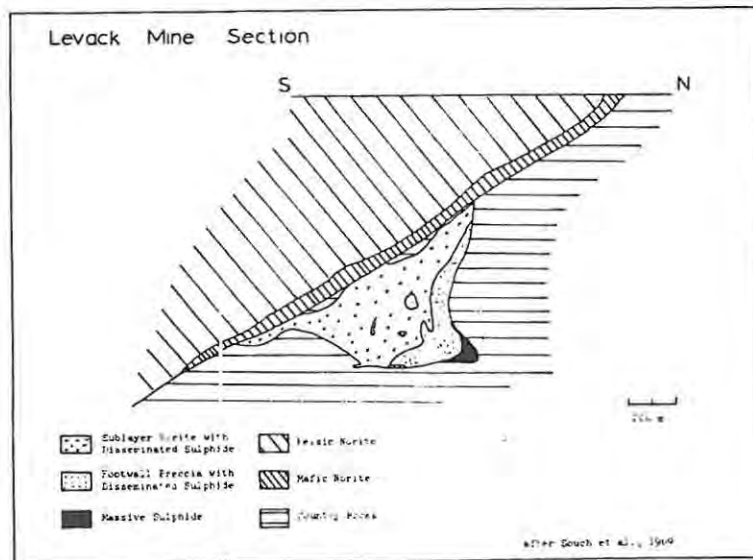 Levack Mine Section
S N
Sublayer Norite with
Disseminated Sulphide
Felsic Norite
Footwall Breccia with
Disseminated Sulphide
Mafic Norite
Massive Sulphide
Country Rocks
after Souch et al., 1969